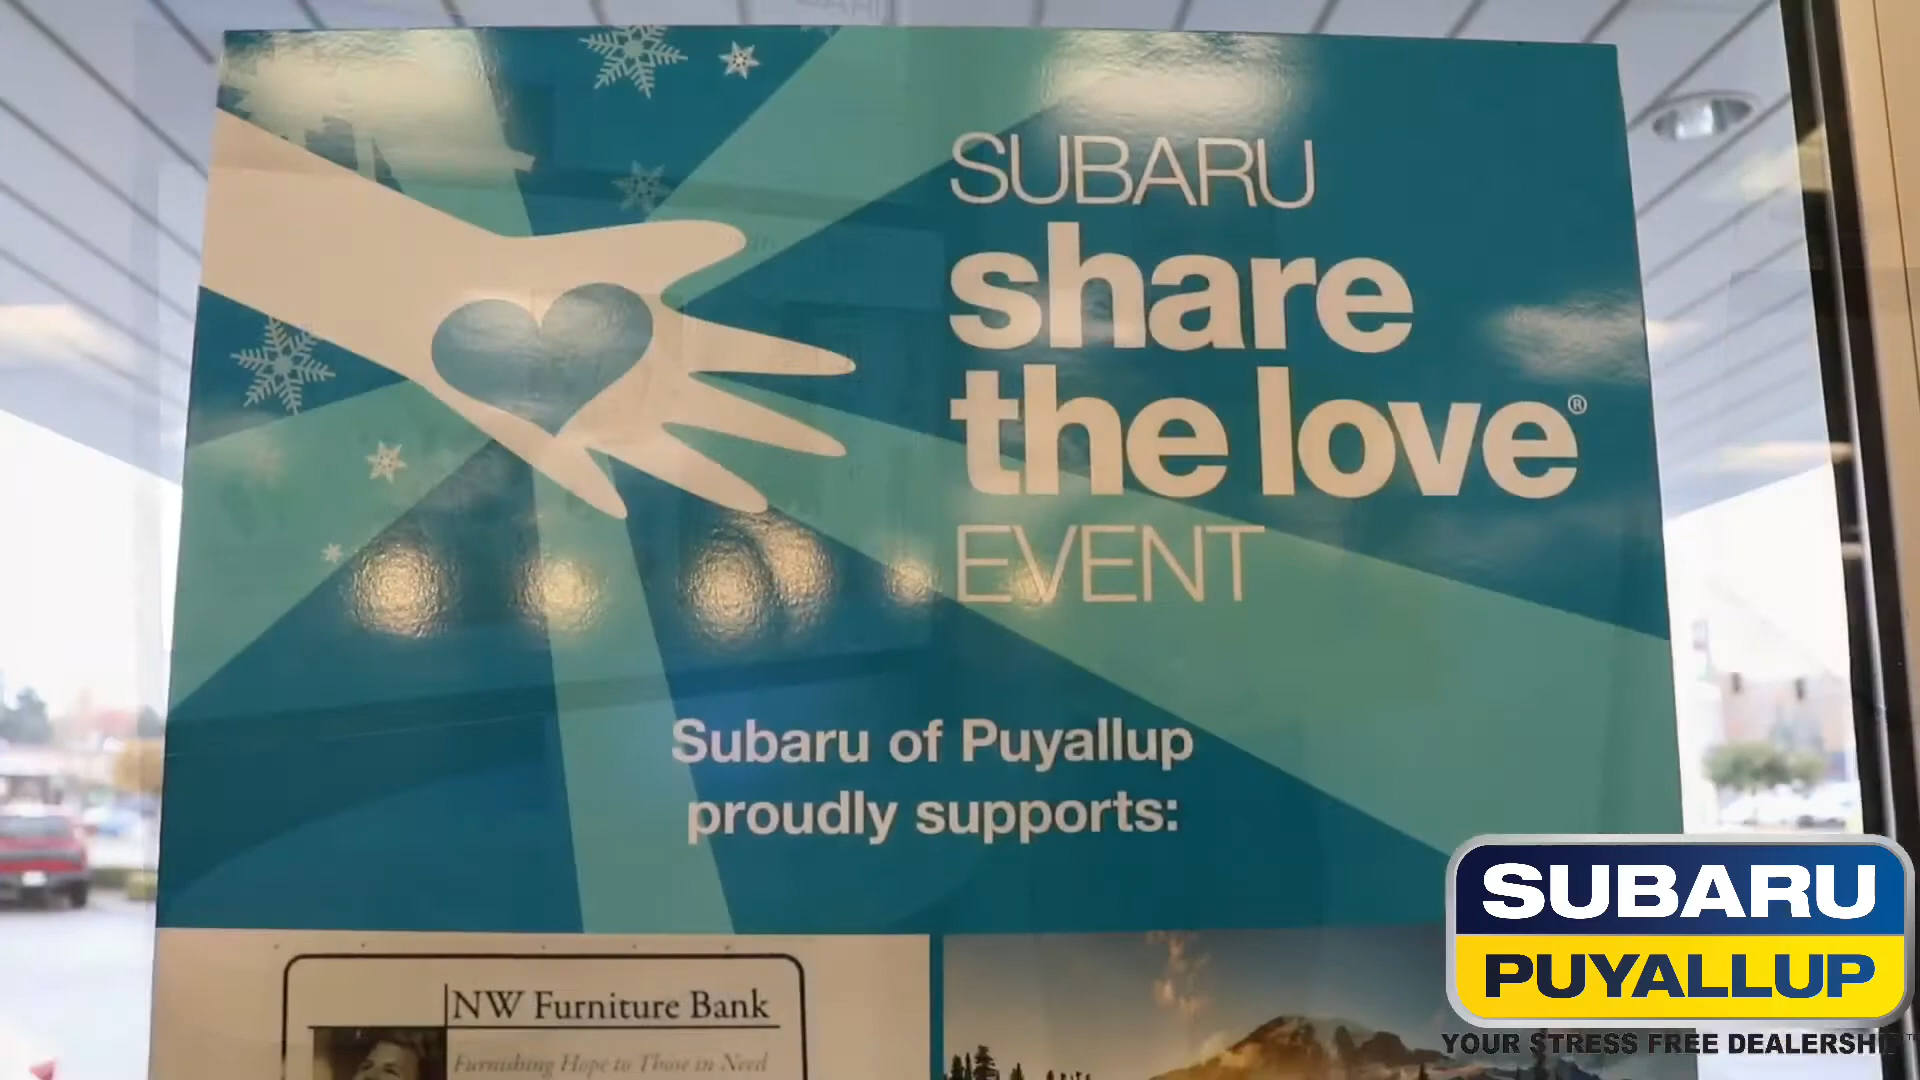 SUBARU
share
the love®
EVENT
Subaru of Puyallup
proudly supports:
NW Furniture Bank
Furnishing Hope to Those in Need
SUBARU
PUYALLUP
YOUR STRESS FREE DEALERSHIP™